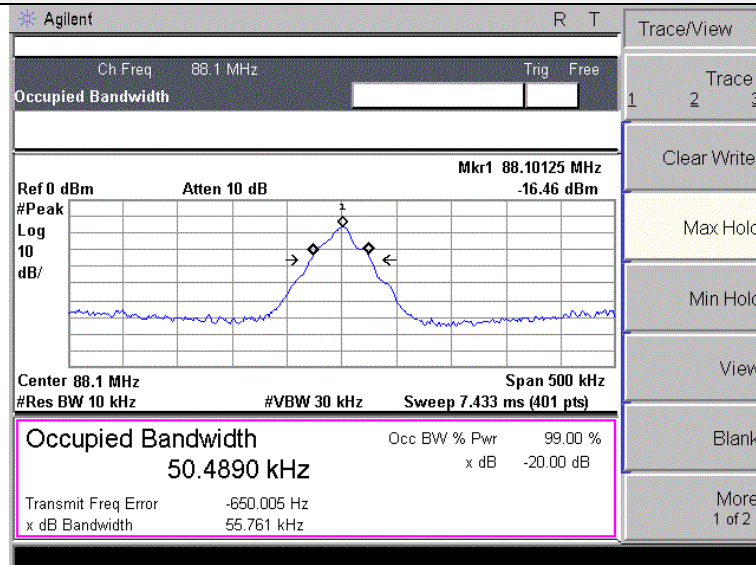 Agilent R T
Ch Freq 88.1 MHz Trig Free
Occupied Bandwidth
Mkr1 88.10125 MHz
Ref 0 dBm Atten 10 dB -16.46 dBm
#Peak
Log
10
dB/
1
Center 88.1 MHz Span 500 kHz
#Res BW 10 kHz #VBW 30 kHz Sweep 7.433 ms (401 pts)
Occupied Bandwidth
50.4890 kHz
Occ BW % Pwr 99.00 %
x dB -20.00 dB
Transmit Freq Error -650.005 Hz
x dB Bandwidth 55.761 kHz
Trace/View
Trace
1 2 3
Clear Write
Max Hold
Min Hold
View
Blank
More
1 of 2